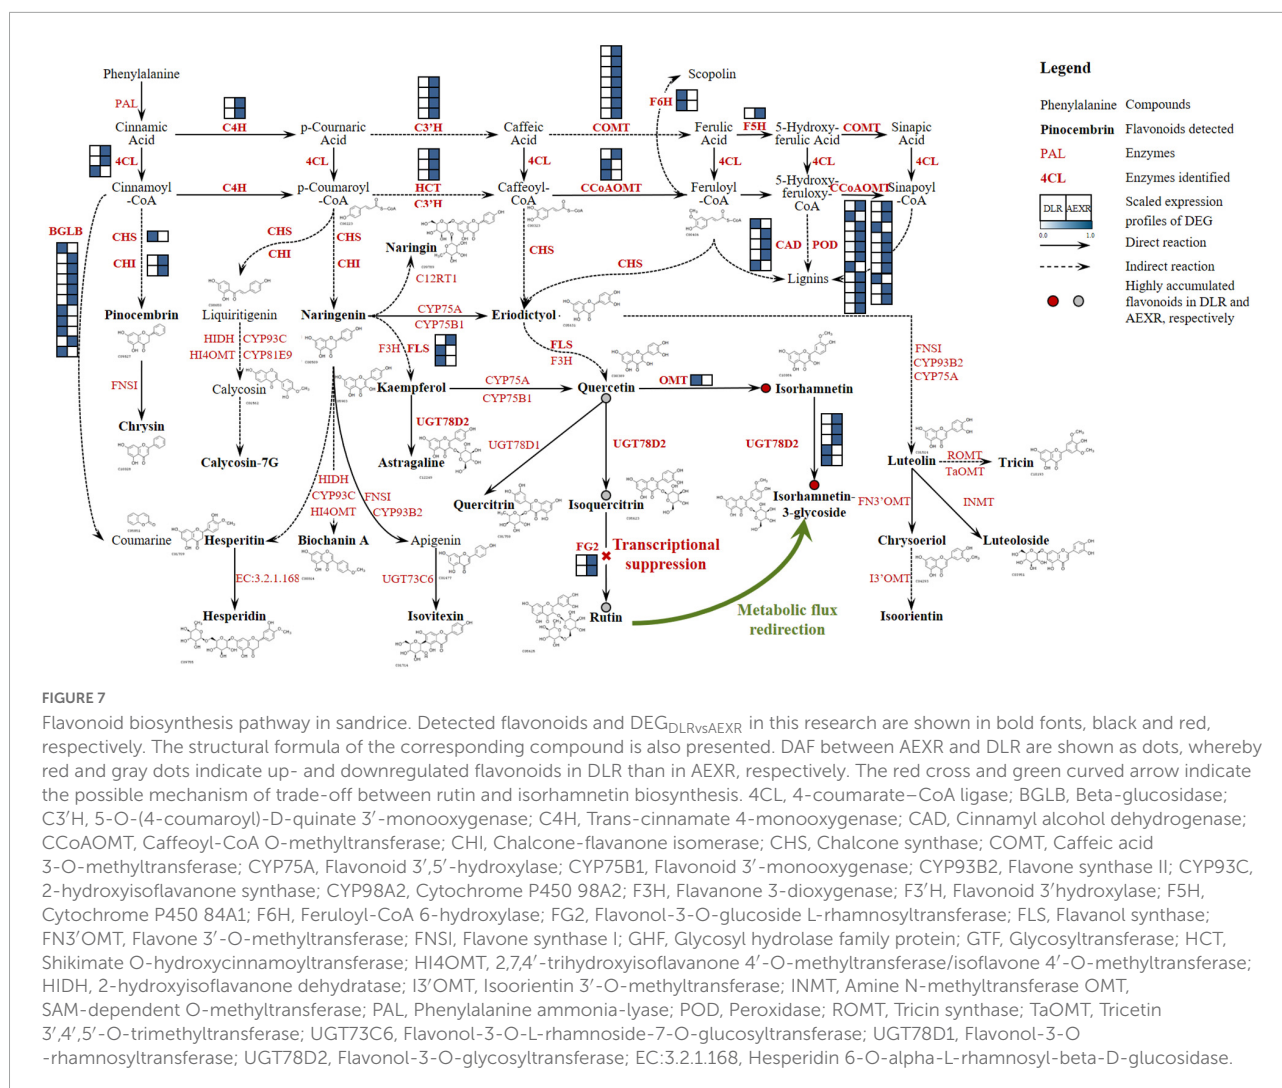 Phenylalanine
PAL
Cinnamic
Acid
C4H
p-Cournaric
Acid
C3'H
Caffeic
Acid
COMT
F6H
Scopolin
Ferulic
Acid
F5H
5-Hydroxy-
ferulic Acid
COMT
Sinapic
Acid
4CL
4CL
4CL
4CL
4CL
4CL
Cinnamoyl
-CoA
C4H
p-Coumaroyl
-CoA
HCT
C3'H
Caffeoyl-
CoA
CCoAOMT
Feruloyl
-CoA
5-Hydroxy-
feruloxy-
CoA
CCoAOMT
Sinapoyl
-CoA
BGLB
CHS
CHI
CHS
CHI
CHS
CHI
Naringin
C12RT1
CHS
CHS
CAD
POD
Lignins
Pinocembrin
Liquiritigenin
Naringenin
CYP75A
CYP75B1
Eriodictyol
FNSI
HIDH
CYP93C
HI4OMT
CYP81E9
F3H
FLS
FLS
F3H
FNSI
CYP93B2
CYP75A
Chrysin
Calycosin
Calycosin-7G
Kaempferol
CYP75A
CYP75B1
Quercetin
OMT
Isorhamnetin
UGT78D2
Astragaline
UGT78D1
UGT78D2
UGT78D2
Quercitrin
Isoquercitrin
Isorhamnetin-
3-glycoside
Luteolin
ROMT
TaOMT
Tricin
FN3'OMT
INMT
HIDH
CYP93C
HI4OMT
FNSI
CYP93B2
Coumarine
Hesperitin
Biochanin A
Apigenin
FG2
Transcriptional
suppression
Chrysoeriol
Luteoloside
EC:3.2.1.168
UGT73C6
I3'OMT
Hesperidin
Isovitexin
Rutin
Metabolic flux
redirection
Isoorientin
Legend
Phenylalanine Compounds
Pinocembrin Flavonoids detected
PAL Enzymes
4CL Enzymes identified
DLR AEXR Scaled expression
0.0 1.0 profiles of DEG
Direct reaction
Indirect reaction
Highly accumulated
flavonoids in DLR and
AEXR, respectively
FIGURE 7
Flavonoid biosynthesis pathway in sandrice. Detected flavonoids and DEGDLRvsAEXR in this research are shown in bold fonts, black and red,
respectively. The structural formula of the corresponding compound is also presented. DAF between AEXR and DLR are shown as dots, whereby
red and gray dots indicate up- and downregulated flavonoids in DLR than in AEXR, respectively. The red cross and green curved arrow indicate
the possible mechanism of trade-off between rutin and isorhamnetin biosynthesis. 4CL, 4-coumarate–CoA ligase; BGLB, Beta-glucosidase;
C3′H, 5-O-(4-coumaroyl)-D-quinate 3′-monooxygenase; C4H, Trans-cinnamate 4-monooxygenase; CAD, Cinnamyl alcohol dehydrogenase;
CCoAOMT, Caffeoyl-CoA O-methyltransferase; CHI, Chalcone-flavanone isomerase; CHS, Chalcone synthase; COMT, Caffeic acid
3-O-methyltransferase; CYP75A, Flavonoid 3′,5′-hydroxylase; CYP75B1, Flavonoid 3′-monooxygenase; CYP93B2, Flavone synthase II; CYP93C,
2-hydroxyisoflavanone synthase; CYP98A2, Cytochrome P450 98A2; F3H, Flavanone 3-dioxygenase; F3′H, Flavonoid 3′hydroxylase; F5H,
Cytochrome P450 84A1; F6H, Feruloyl-CoA 6-hydroxylase; FG2, Flavonol-3-O-glucoside L-rhamnosyltransferase; FLS, Flavanol synthase;
FN3′OMT, Flavone 3′-O-methyltransferase; FNSI, Flavone synthase I; GHF, Glycosyl hydrolase family protein; GTF, Glycosyltransferase; HCT,
Shikimate O-hydroxycinnamoyltransferase; HI4OMT, 2,7,4′-trihydroxyisoflavanone 4′-O-methyltransferase/isoflavone 4′-O-methyltransferase;
HIDH, 2-hydroxyisoflavanone dehydratase; I3′OMT, Isoorientin 3′-O-methyltransferase; INMT, Amine N-methyltransferase OMT,
SAM-dependent O-methyltransferase; PAL, Phenylalanine ammonia-lyase; POD, Peroxidase; ROMT, Tricin synthase; TaOMT, Tricetin
3′,4′,5′-O-trimethyltransferase; UGT73C6, Flavonol-3-O-L-rhamnoside-7-O-glucosyltransferase; UGT78D1, Flavonol-3-O
-rhamnosyltransferase; UGT78D2, Flavonol-3-O-glycosyltransferase; EC:3.2.1.168, Hesperidin 6-O-alpha-L-rhamnosyl-beta-D-glucosidase.